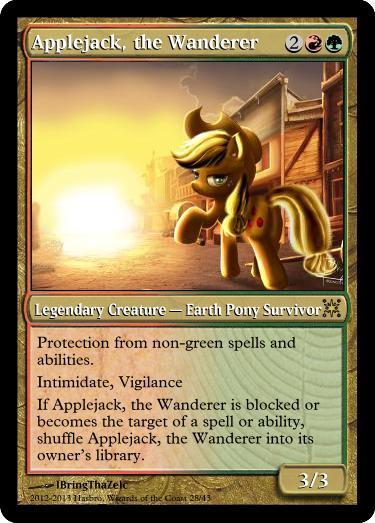 Applejack, the Wanderer 2
Legendary Creature — Earth Pony Survivor
Protection from non-green spells and
abilities.
Intimidate, Vigilance
If Applejack, the Wanderer is blocked or
becomes the target of a spell or ability,
shuffle Applejack, the Wanderer into its
owner's library.
3/3
IBringThaZelc
2012-2013 Hasbro, Wizards of the Coast 28/43